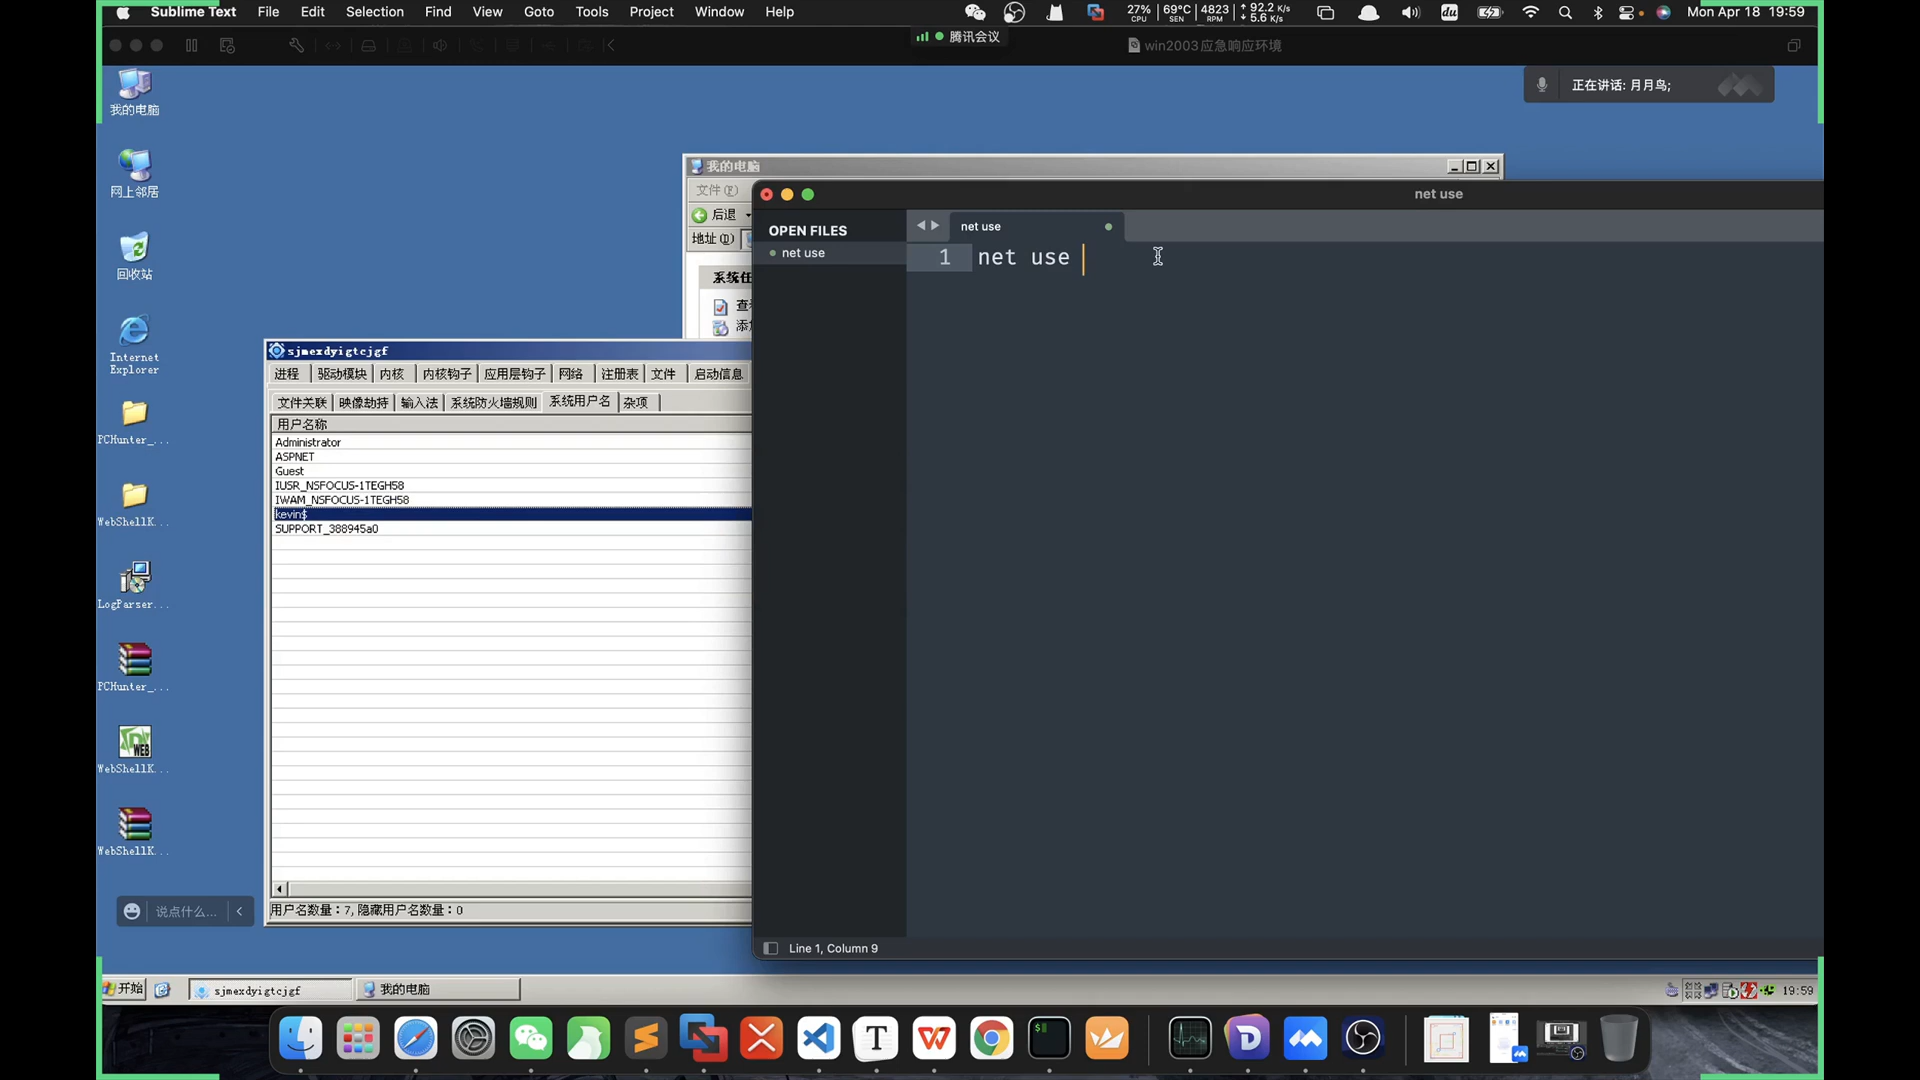 Sublime Text File Edit Selection Find View Goto Tools Project Window Help
27% CPU 69°C SEN 4823 RPM 92.2 K/s 5.6 K/s
du
Mon Apr 18 19:59
腾讯会议
win2003应急响应环境
正在讲话: 月月鸟;
我的电脑
网上邻居
回收站
Internet Explorer
PCHunter_...
WebShellK...
LogParser...
PCHunter_...
WEB
WebShellK...
WebShellK...
我的电脑
文件(F)
后退
地址(D)
系统任
查
添加
sjmexdyigtcjgf
进程 驱动模块 内核 内核钩子 应用层钩子 网络 注册表 文件 启动信息
文件关联 映像劫持 输入法 系统防火墙规则 系统用户名 杂项
用户名称
Administrator
ASPNET
Guest
IUSR_NSFOCUS-1TEGH58
IWAM_NSFOCUS-1TEGH58
kevin$
SUPPORT_388945a0
用户名数量：7, 隐藏用户名数量：0
net use
OPEN FILES
net use
net use
1 net use
Line 1, Column 9
说点什么...
开始
sjmexdyigtcjgf
我的电脑
19:59